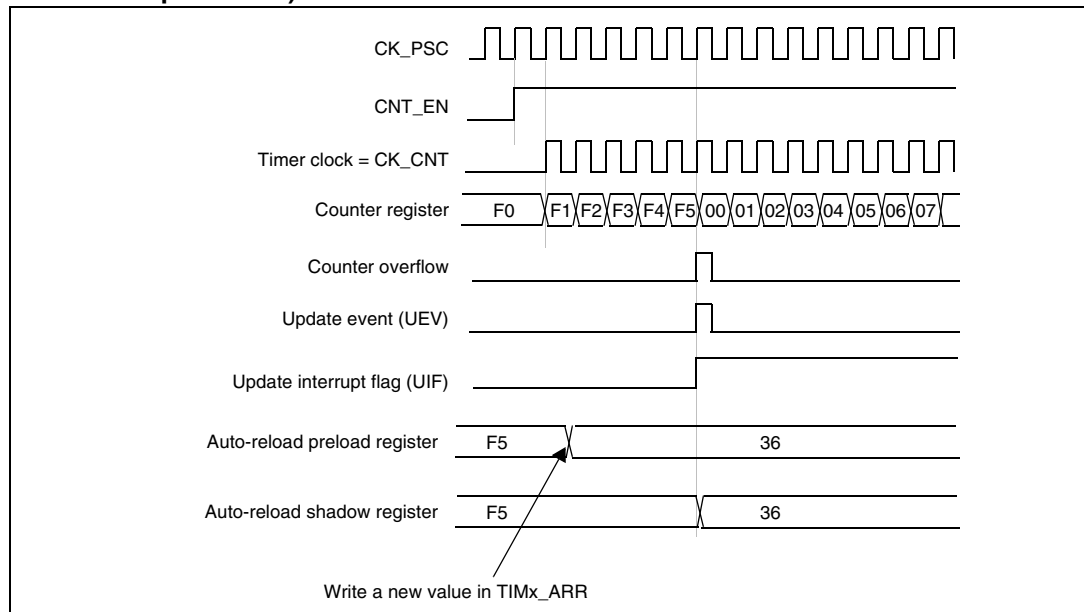 CK_PSC
CNT_EN
Timer clock = CK_CNT
Counter register F0 F1 F2 F3 F4 F5 00 01 02 03 04 05 06 07
Counter overflow
Update event (UEV)
Update interrupt flag (UIF)
Auto-reload preload register F5 36
Auto-reload shadow register F5 36
Write a new value in TIMx_ARR